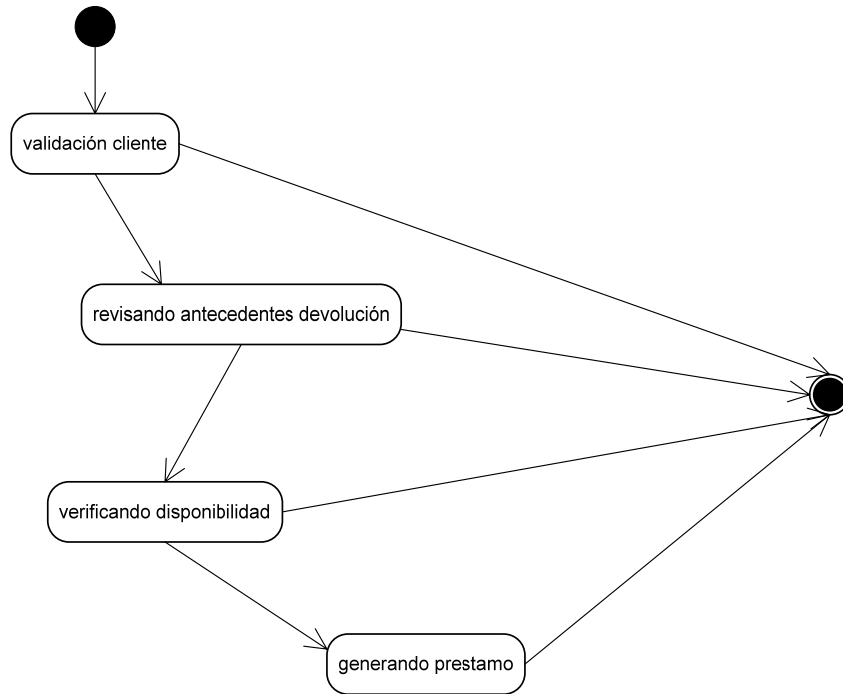 validación cliente
revisando antecedentes devolución
verificando disponibilidad
generando prestamo